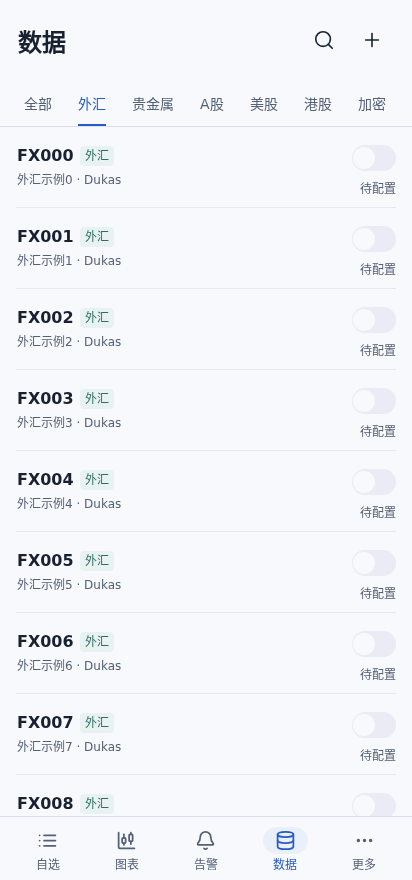 数据
全部 外汇 贵金属 A股 美股 港股 加密
FX000 外汇
外汇示例0 · Dukas
待配置
FX001 外汇
外汇示例1 · Dukas
待配置
FX002 外汇
外汇示例2 · Dukas
待配置
FX003 外汇
外汇示例3 · Dukas
待配置
FX004 外汇
外汇示例4 · Dukas
待配置
FX005 外汇
外汇示例5 · Dukas
待配置
FX006 外汇
外汇示例6 · Dukas
待配置
FX007 外汇
外汇示例7 · Dukas
待配置
FX008 外汇
自选 图表 告警 数据 更多